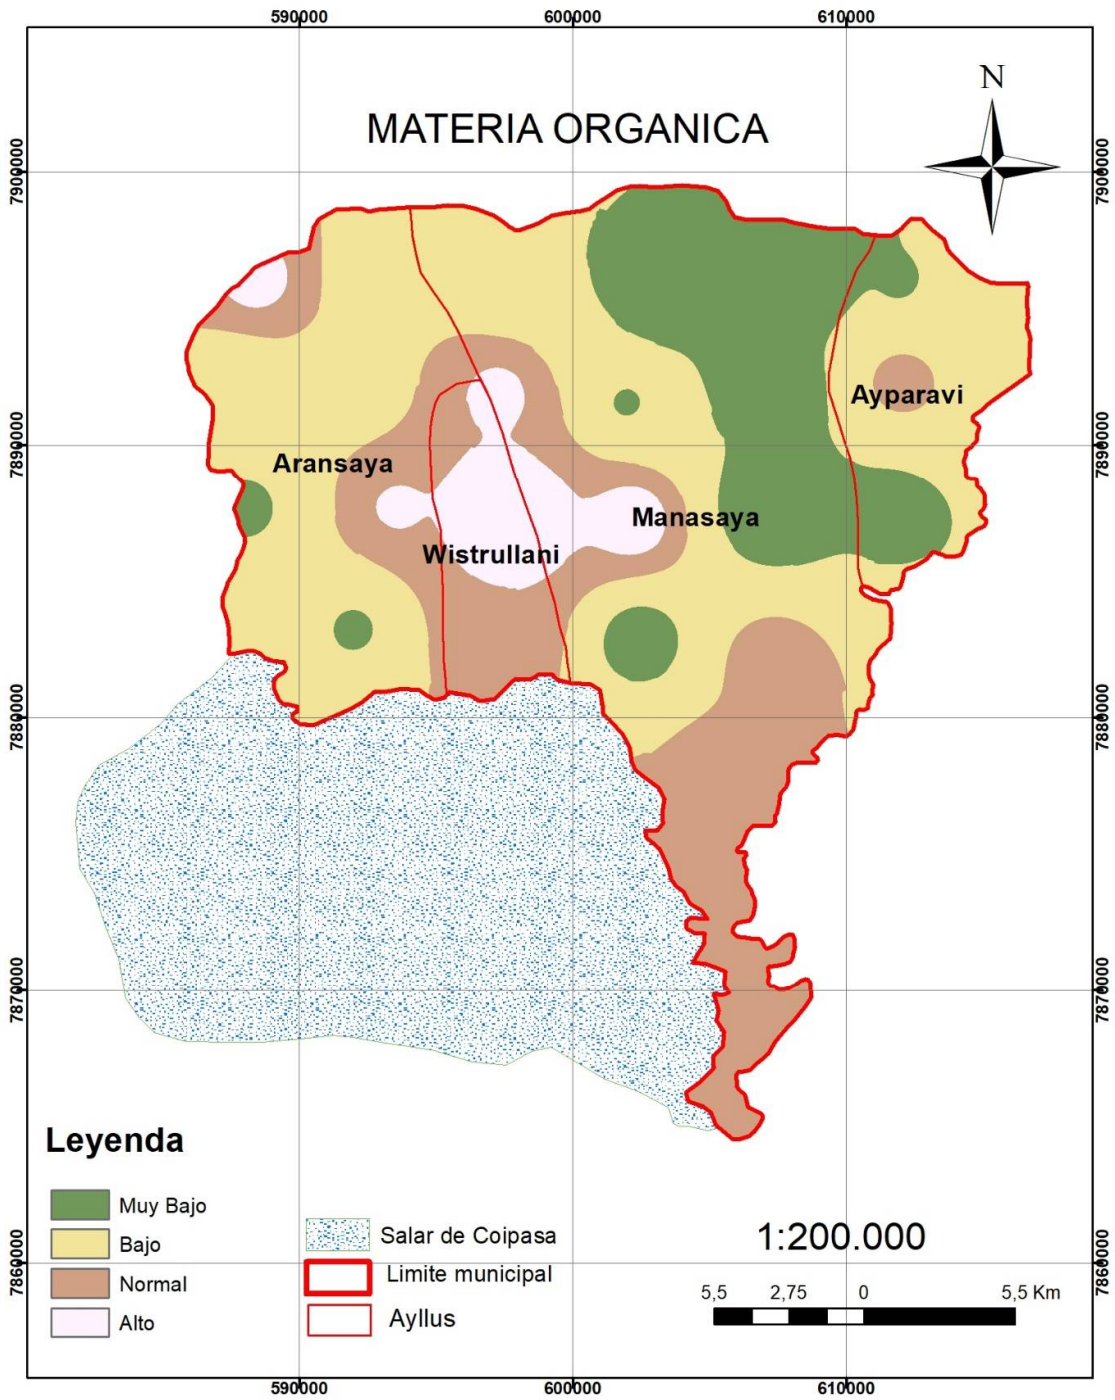 590000 600000 610000
N
MATERIA ORGANICA
7900000 7900000
Ayparavi
7890000 7890000
Aransaya
Manasaya
Wistrullani
7880000 7880000
7870000 7870000
Leyenda
Muy Bajo
Bajo
Normal
Alto
Salar de Coipasa
Limite municipal
Ayllus
1:200.000
7860000 7860000
5,5 2,75 0 5,5 Km
590000 600000 610000